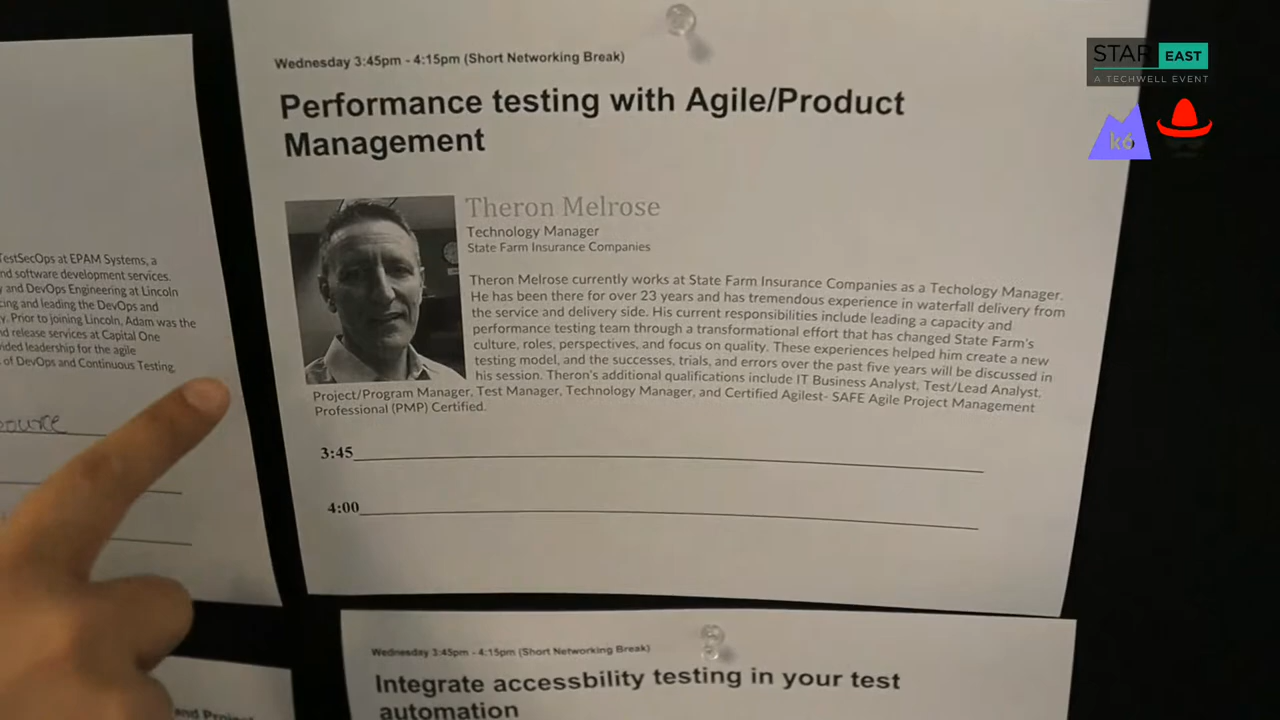 Wednesday 3:45pm - 4:15pm (Short Networking Break)
Performance testing with Agile/Product
Management
Theron Melrose
Technology Manager
State Farm Insurance Companies
Theron Melrose currently works at State Farm Insurance Companies as a Techology Manager.
He has been there for over 23 years and has tremendous experience in waterfall delivery from
the service and delivery side. His current responsibilities include leading a capacity and
performance testing team through a transformational effort that has changed State Farm's
culture, roles, perspectives, and focus on quality. These experiences helped him create a new
testing model, and the successes, trials, and errors over the past five years will be discussed in
his session. Theron's additional qualifications include IT Business Analyst, Test/Lead Analyst,
Project/Program Manager, Test Manager, Technology Manager, and Certified Agilest- SAFE Agile Project Management
Professional (PMP) Certified.
3:45
4:00
TestSecOps at EPAM Systems, a
nd software development services.
y and DevOps Engineering at Lincoln
cing and leading the DevOps and
y. Prior to joining Lincoln, Adam was the
nd release services at Capital One
vided leadership for the agile
of DevOps and Continuous Testing,
ource
Wednesday 3:45pm - 4:15pm (Short Networking Break)
Integrate accessbility testing in your test
automation
STAR EAST
A TECHWELL EVENT
k6